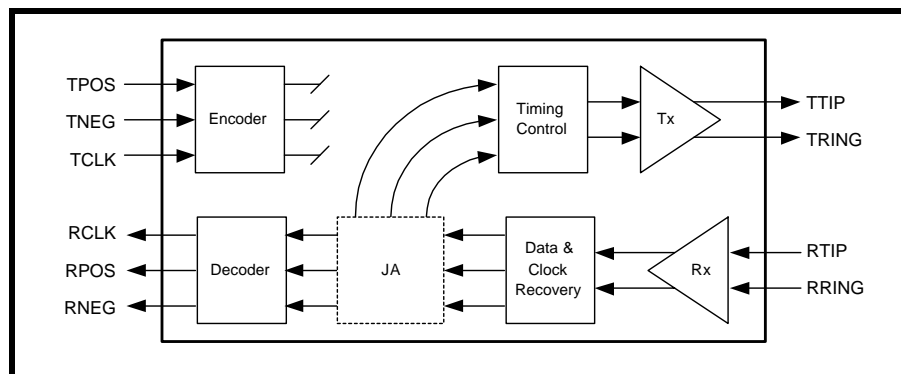 TPOS
TNEG
TCLK
Encoder
Timing
Control
Tx
TTIP
TRING
RCLK
RPOS
RNEG
Decoder
JA
Data &
Clock
Recovery
Rx
RTIP
RRING